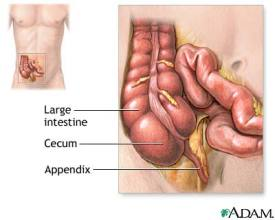 Large
intestine
Cecum
Appendix
ADAM.